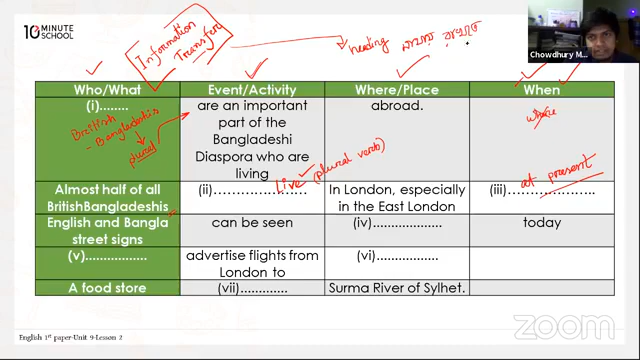 10 MINUTE
SCHOOL
Information
Transfer
heading
Chowdhury M...
Who/What Event/Activity Where/Place When
(i)........ are an important abroad.
British part of the
- Bangladeshis Bangladeshi
plural Diaspora who are
living
Live (plural verb) at present
Almost half of all (ii)........................ In London, especially (iii)......................
BritishBangladeshis in the East London
English and Bangla can be seen (iv)................... today
street signs
(v)................. advertise flights from (vi)................
London to
A food store (vii)............. Surma River of Sylhet.
English 1st paper-Unit 9-Lesson 2
zoom